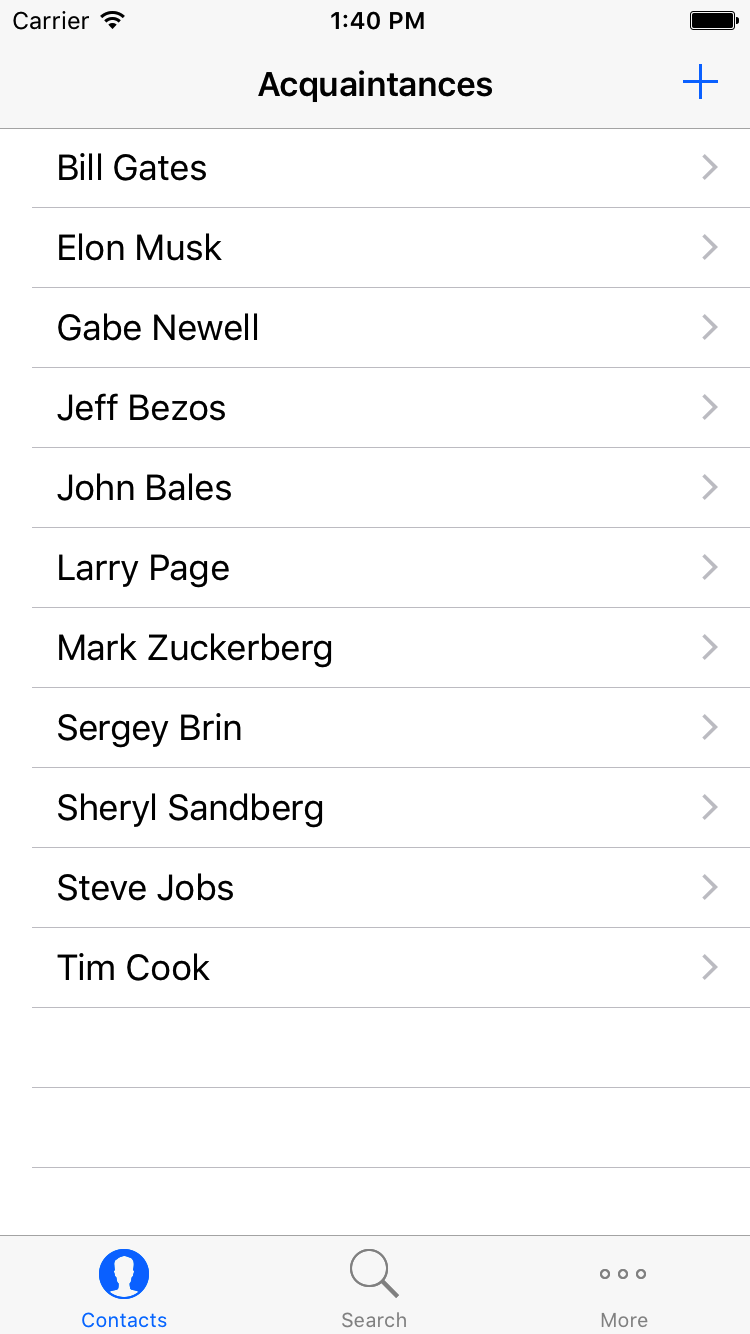 Carrier 1:40 PM
Acquaintances
Bill Gates
Elon Musk
Gabe Newell
Jeff Bezos
John Bales
Larry Page
Mark Zuckerberg
Sergey Brin
Sheryl Sandberg
Steve Jobs
Tim Cook
Contacts Search More